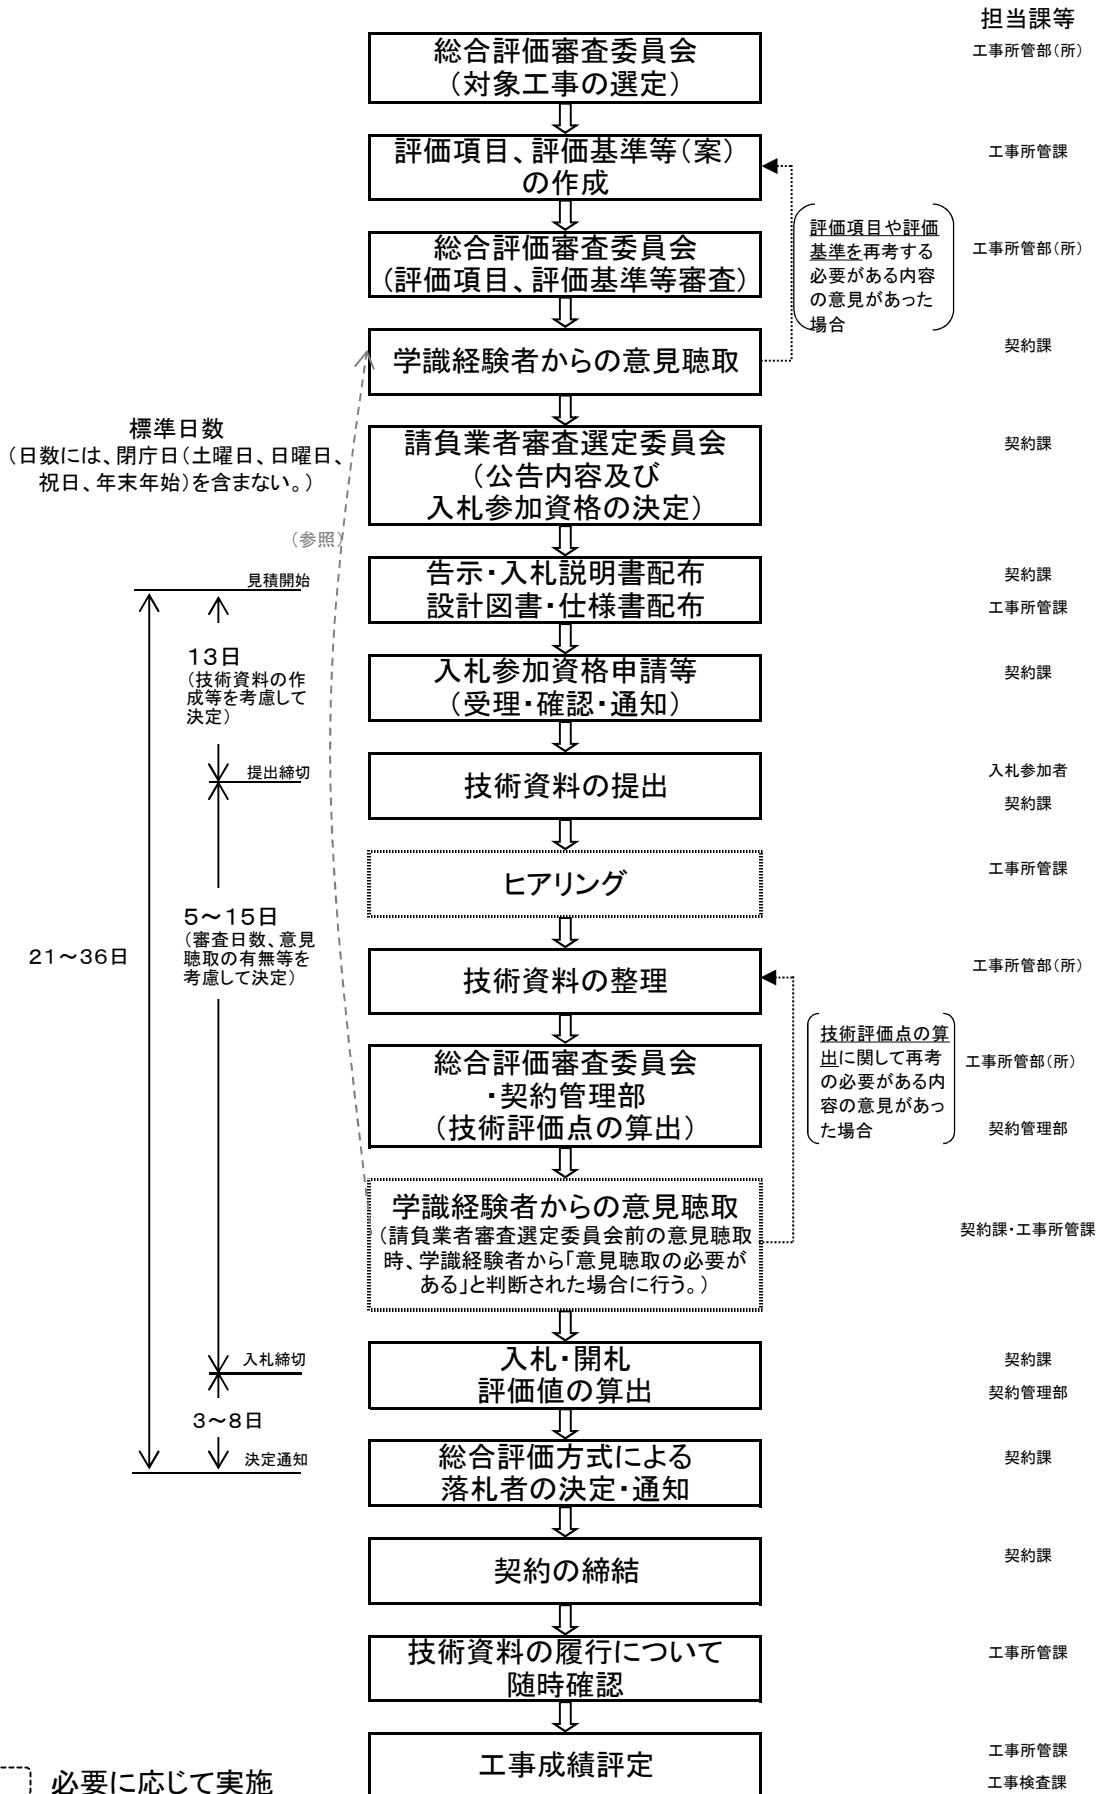 担当課等
総合評価審査委員会
（対象工事の選定）
工事所管部（所）
評価項目、評価基準等（案）
の作成
工事所管課
評価項目や評価
基準を再考する
必要がある内容
の意見があった
場合
総合評価審査委員会
（評価項目、評価基準等審査）
工事所管部（所）
学識経験者からの意見聴取
契約課
標準日数
（日数には、閉庁日（土曜日、日曜日、
祝日、年末年始）を含まない。）
請負業者審査選定委員会
（公告内容及び
入札参加資格の決定）
契約課
（参照）
告示・入札説明書配布
設計図書・仕様書配布
契約課
工事所管課
見積開始
13日
（技術資料の作
成等を考慮して
決定）
入札参加資格申請等
（受理・確認・通知）
契約課
提出締切
技術資料の提出
入札参加者
契約課
ヒアリング
工事所管課
21～36日
5～15日
（審査日数、意見
聴取の有無等を
考慮して決定）
技術資料の整理
工事所管部（所）
技術評価点の算
出に関して再考
の必要がある内
容の意見があっ
た場合
総合評価審査委員会
・契約管理部
（技術評価点の算出）
工事所管部（所）
契約管理部
学識経験者からの意見聴取
（請負業者審査選定委員会前の意見聴取
時、学識経験者から「意見聴取の必要が
ある」と判断された場合に行う。）
契約課・工事所管課
入札締切
入札・開札
評価値の算出
契約課
契約管理部
3～8日
決定通知
総合評価方式による
落札者の決定・通知
契約課
契約の締結
契約課
技術資料の履行について
随時確認
工事所管課
工事成績評定
工事所管課
工事検査課
必要に応じて実施